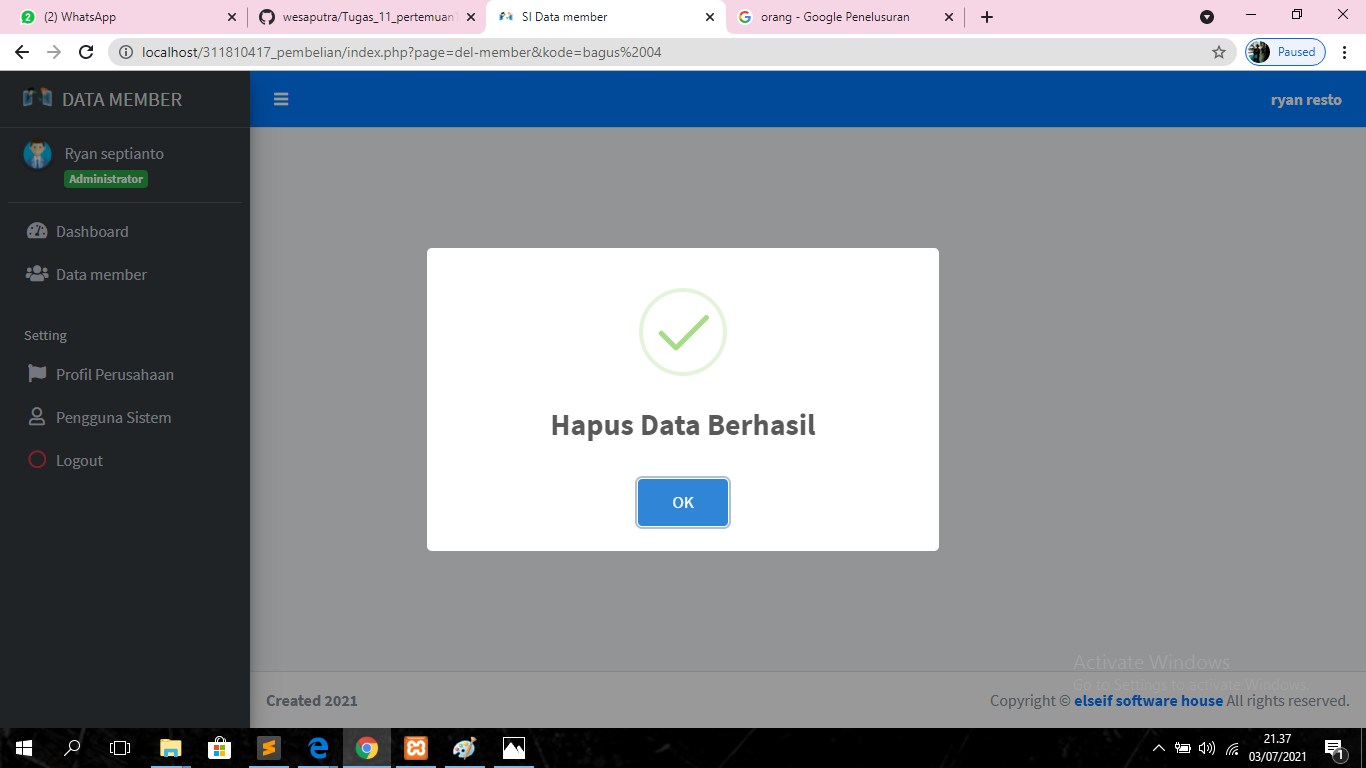 (2) WhatsApp
wesaputra/Tugas_11_pertemuan
SI Data member
orang - Google Penelusuran
localhost/311810417_pembelian/index.php?page=del-member&kode=bagus%2004
Paused
DATA MEMBER
ryan resto
Ryan septianto
Administrator
Dashboard
Data member
Setting
Profil Perusahaan
Pengguna Sistem
Logout
Hapus Data Berhasil
OK
Activate Windows
Go to Settings to activate Windows.
Created 2021
Copyright © elseif software house All rights reserved.
21.37
03/07/2021
1